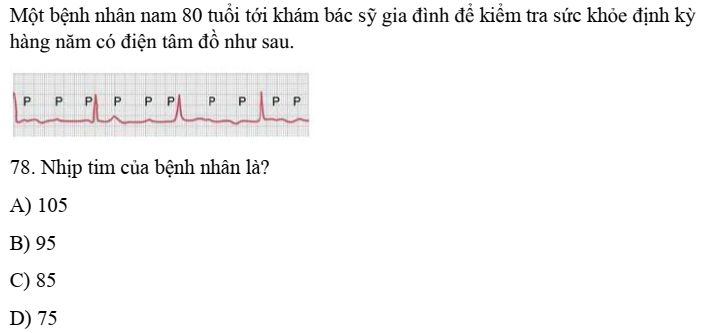 Một bệnh nhân nam 80 tuổi tới khám bác sỹ gia đình để kiểm tra sức khỏe định kỳ
hàng năm có điện tâm đồ như sau.
P P P P P P P P P P
78. Nhịp tim của bệnh nhân là?
A) 105
B) 95
C) 85
D) 75